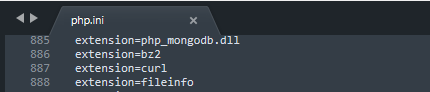 php.ini
885 extension=php_mongodb.dll
886 extension=bz2
887 extension=curl
888 extension=fileinfo